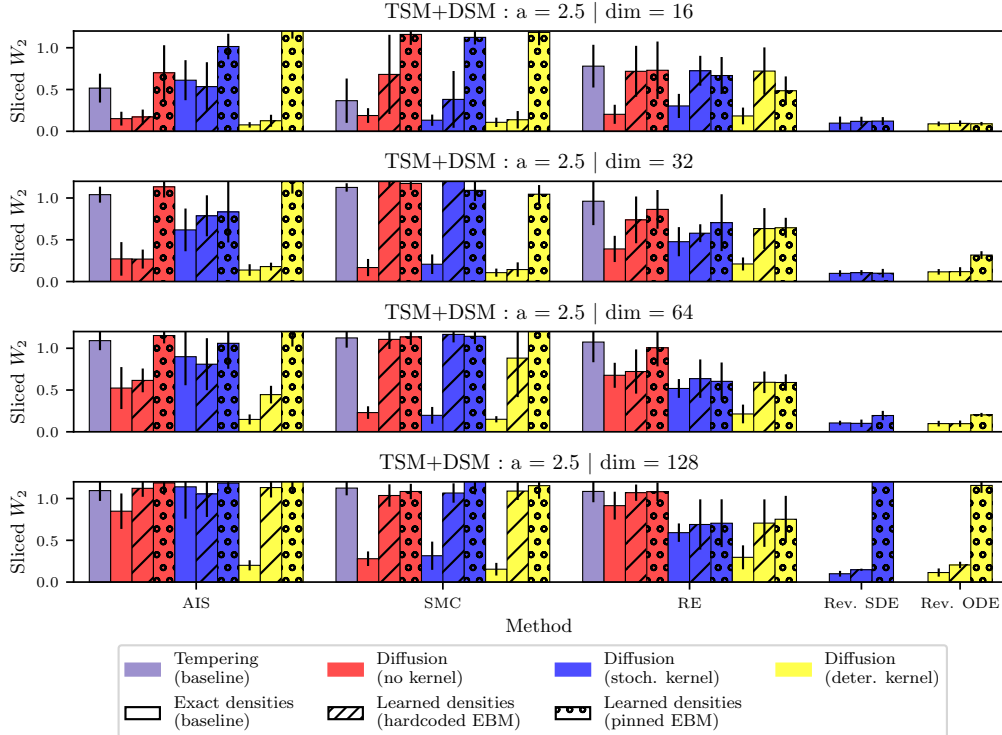 TSM+DSM : a = 2.5 | dim = 16
Sliced W₂
1.0
0.5
0.0
TSM+DSM : a = 2.5 | dim = 32
Sliced W₂
1.0
0.5
0.0
TSM+DSM : a = 2.5 | dim = 64
Sliced W₂
1.0
0.5
0.0
TSM+DSM : a = 2.5 | dim = 128
Sliced W₂
1.0
0.5
0.0
AIS SMC RE Rev. SDE Rev. ODE
Method
Tempering
(baseline)
Diffusion
(no kernel)
Diffusion
(stoch. kernel)
Diffusion
(deter. kernel)
Exact densities
(baseline)
Learned densities
(hardcoded EBM)
Learned densities
(pinned EBM)